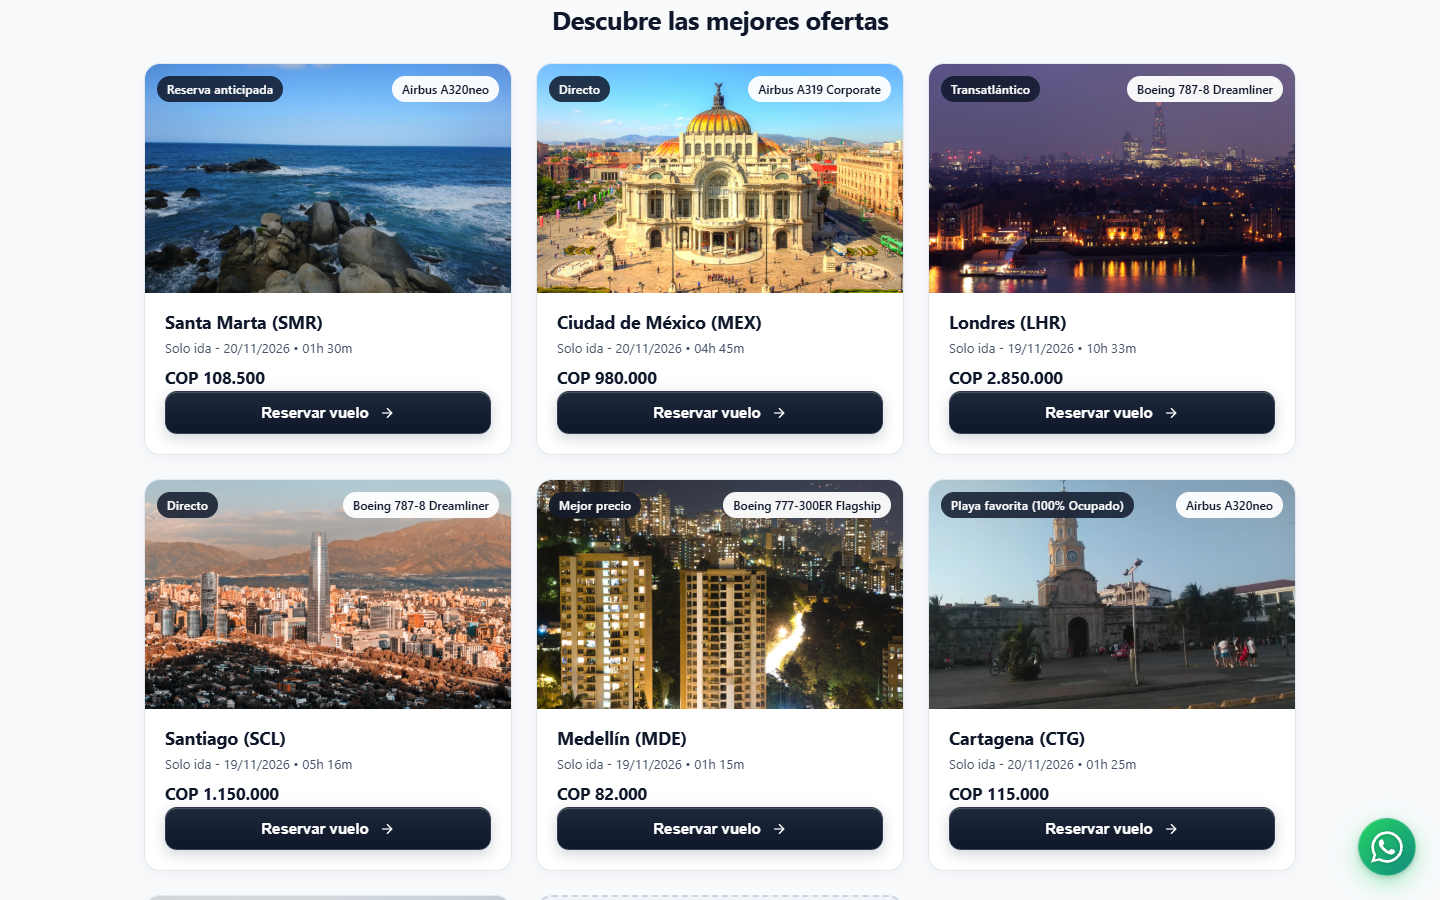 Descubre las mejores ofertas
Reserva anticipada
Airbus A320neo
Santa Marta (SMR)
Solo ida - 20/11/2026 • 01h 30m
COP 108.500
Reservar vuelo →
Directo
Airbus A319 Corporate
Ciudad de México (MEX)
Solo ida - 20/11/2026 • 04h 45m
COP 980.000
Reservar vuelo →
Transatlántico
Boeing 787-8 Dreamliner
Londres (LHR)
Solo ida - 19/11/2026 • 10h 33m
COP 2.850.000
Reservar vuelo →
Directo
Boeing 787-8 Dreamliner
Santiago (SCL)
Solo ida - 19/11/2026 • 05h 16m
COP 1.150.000
Reservar vuelo →
Mejor precio
Boeing 777-300ER Flagship
Medellín (MDE)
Solo ida - 19/11/2026 • 01h 15m
COP 82.000
Reservar vuelo →
Playa favorita (100% Ocupado)
Airbus A320neo
Cartagena (CTG)
Solo ida - 20/11/2026 • 01h 25m
COP 115.000
Reservar vuelo →